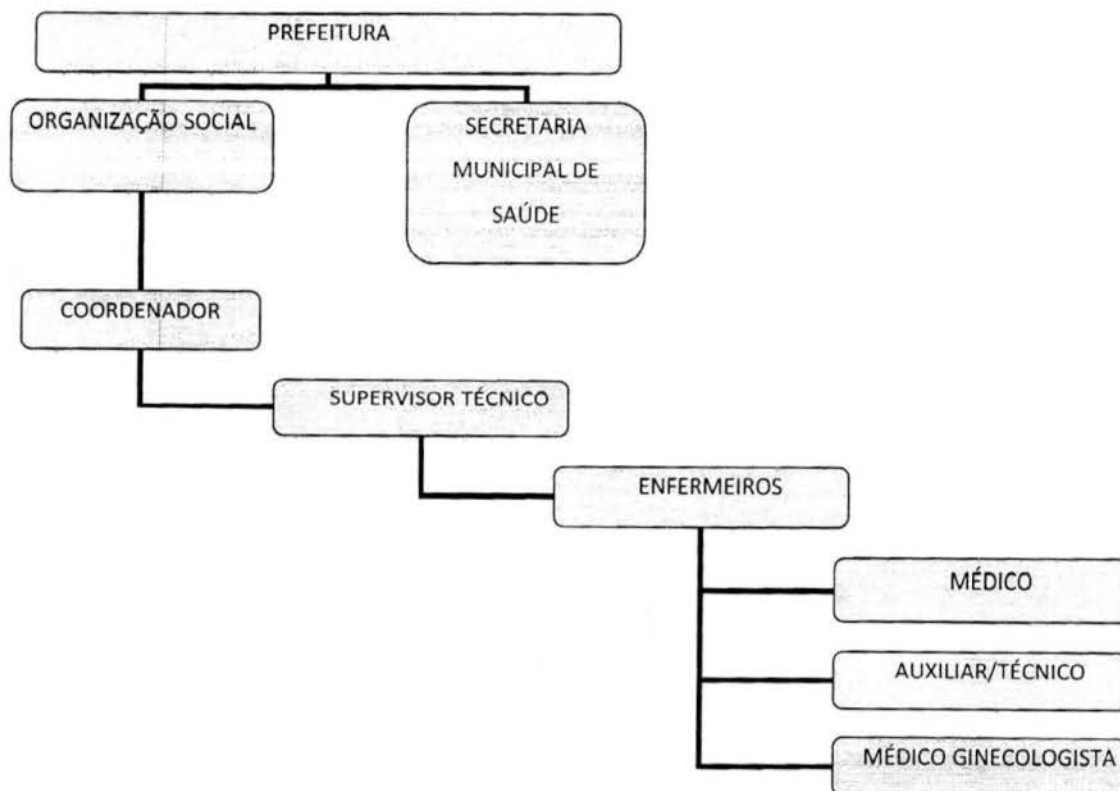 PREFEITURA
ORGANIZAÇÃO SOCIAL
SECRETARIA
MUNICIPAL DE
SAÚDE
COORDENADOR
SUPERVISOR TÉCNICO
ENFERMEIROS
MÉDICO
AUXILIAR/TÉCNICO
MÉDICO GINECOLOGISTA